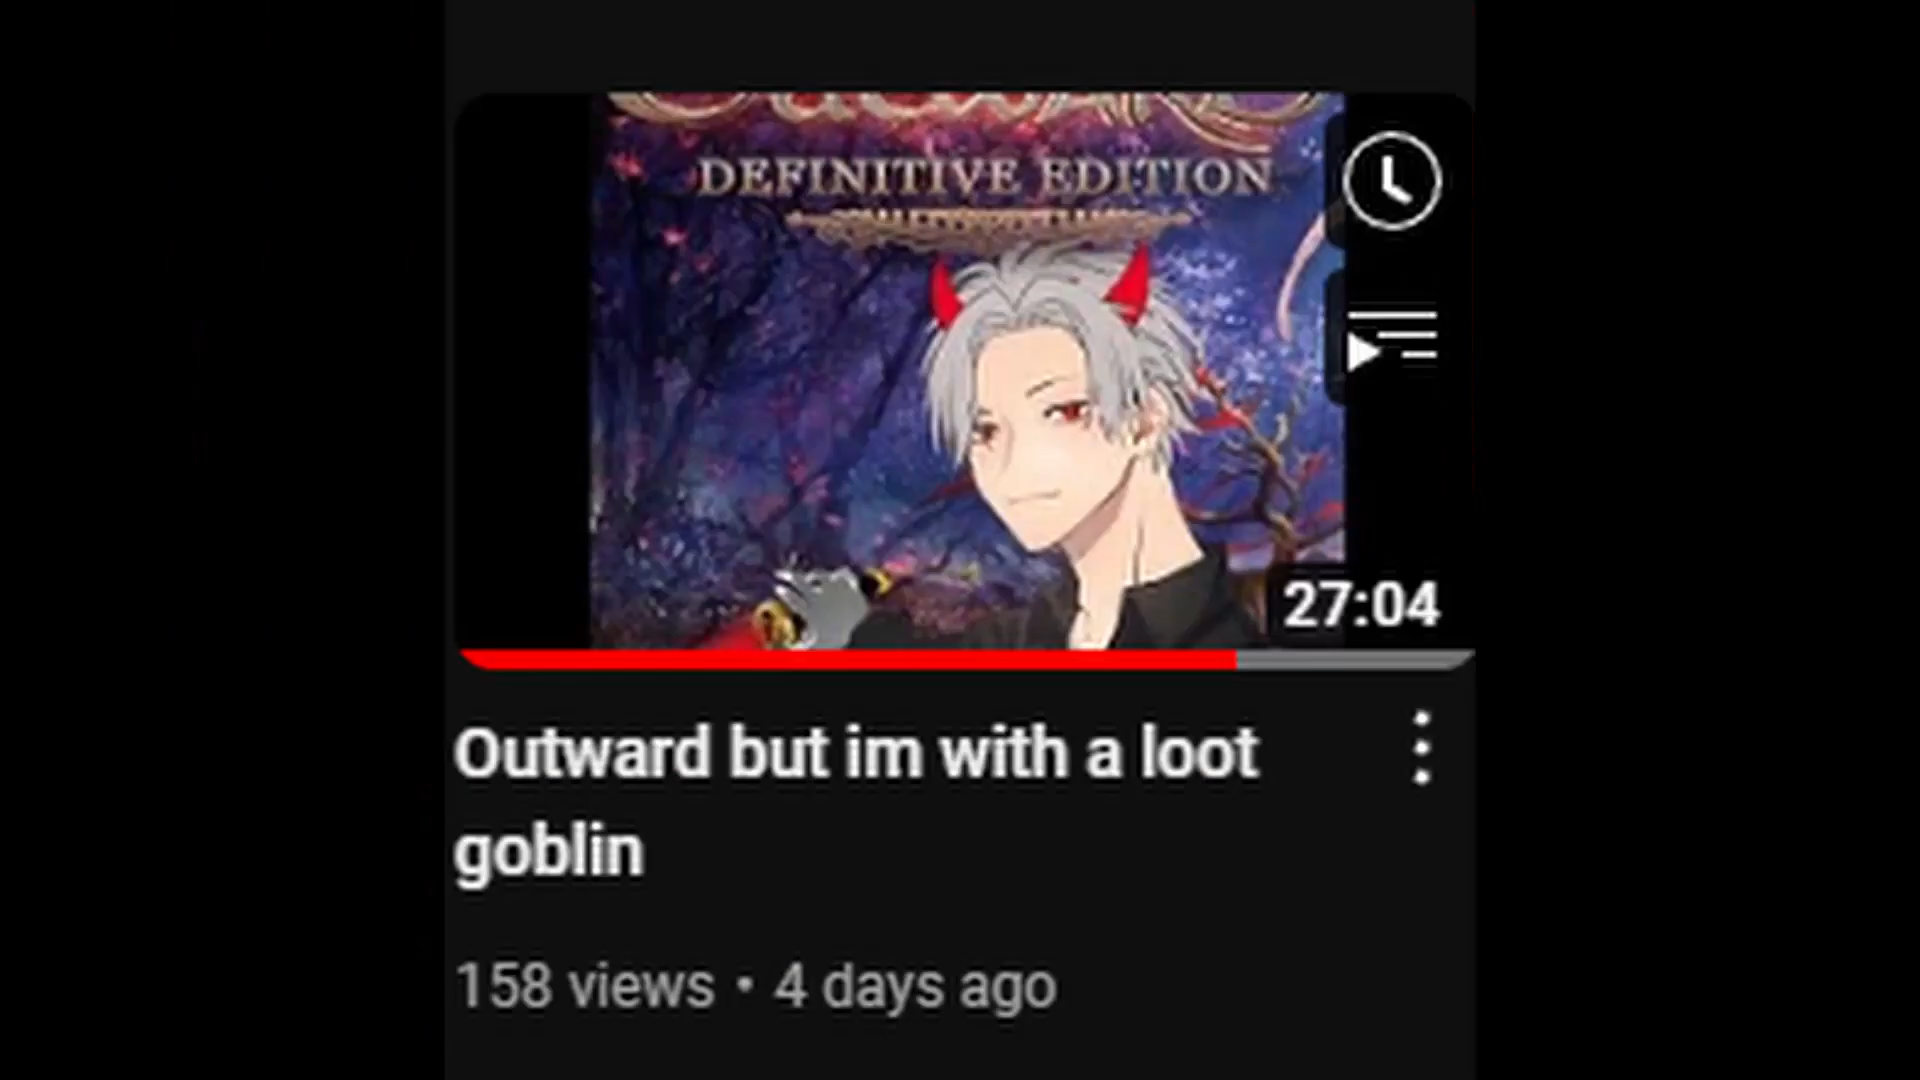 DEFINITIVE EDITION
27:04
Outward but im with a loot
goblin
158 views • 4 days ago